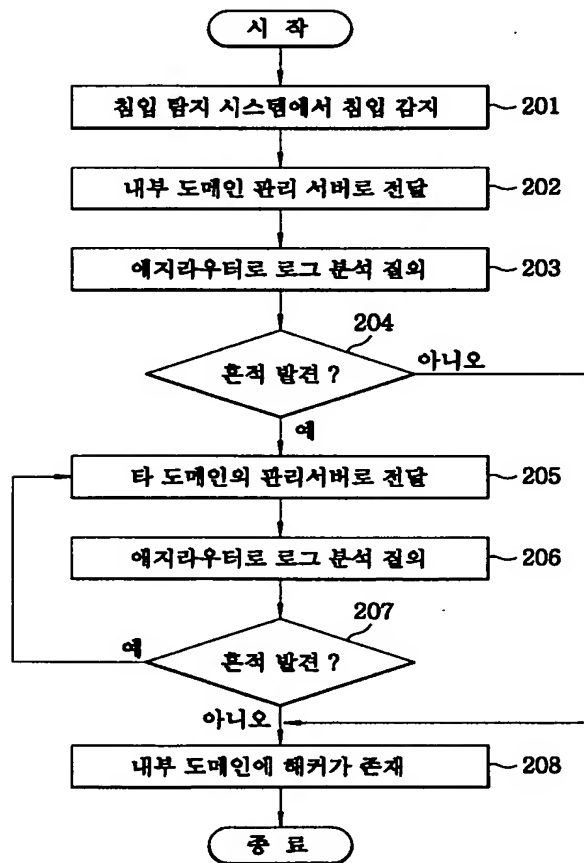 시 작
침입 탐지 시스템에서 침입 감지
201
내부 도메인 관리 서버로 전달
202
에지라우터로 로그 분석 질의
203
204
흔적 발견 ?
아니오
예
타 도메인의 관리서버로 전달
205
에지라우터로 로그 분석 질의
206
207
예
흔적 발견 ?
아니오
내부 도메인에 해커가 존재
208
종 료